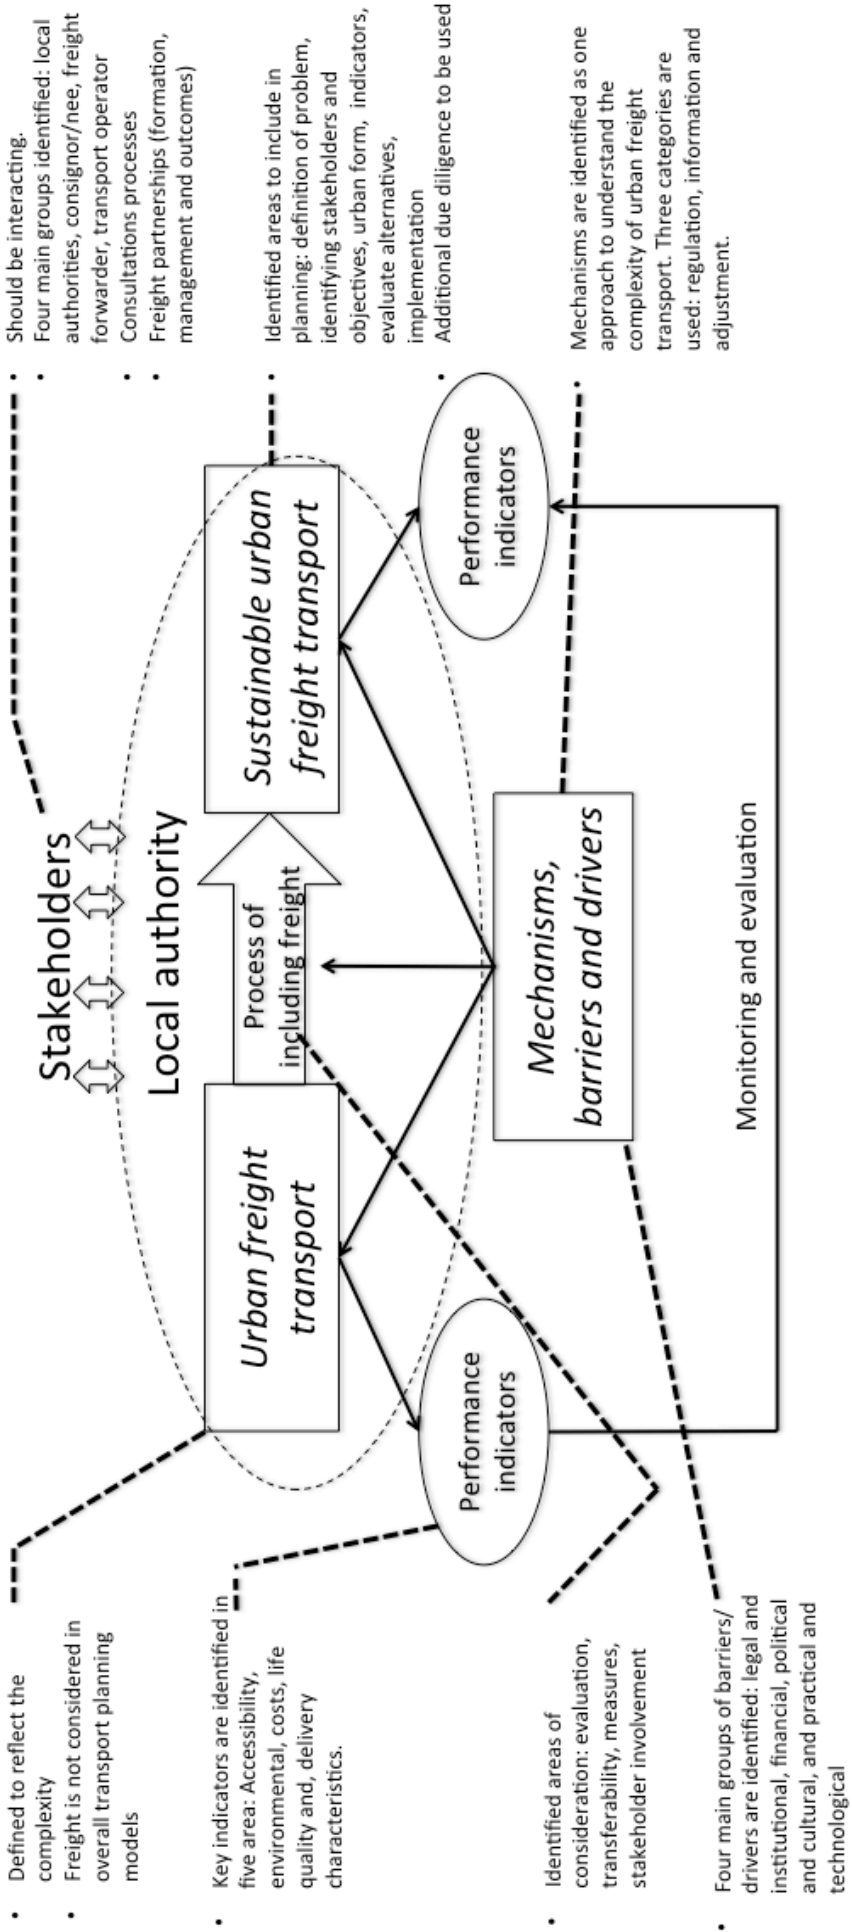 • Defined to reflect the
complexity
• Freight is not considered in
overall transport planning
models
• Key indicators are identified in
five area: Accessibility,
environmental, costs, life
quality and, delivery
characteristics.
• Identified areas of
consideration: evaluation,
transferability, measures,
stakeholder involvement
• Four main groups of barriers/
drivers are identified: legal and
institutional, financial, political
and cultural, and practical and
technological
Stakeholders
Local authority
Urban freight
transport
Process of
including freight
Sustainable urban
freight transport
Performance
indicators
Mechanisms,
barriers and drivers
Performance
indicators
Monitoring and evaluation
• Should be interacting.
• Four main groups identified: local
authorities, consignor/nee, freight
forwarder, transport operator
• Consultations processes
• Freight partnerships (formation,
management and outcomes)
• Identified areas to include in
planning: definition of problem,
identifying stakeholders and
objectives, urban form, indicators,
evaluate alternatives,
implementation
• Additional due diligence to be used
• Mechanisms are identified as one
approach to understand the
complexity of urban freight
transport. Three categories are
used: regulation, information and
adjustment.